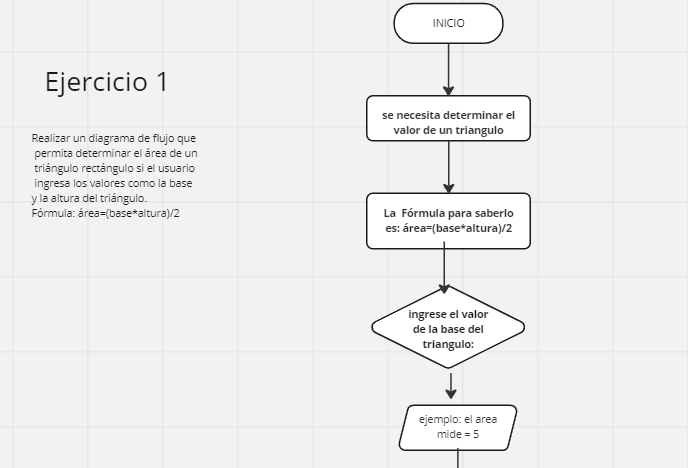 INICIO
Ejercicio 1
se necesita determinar el
valor de un triangulo
Realizar un diagrama de flujo que
permita determinar el área de un
triángulo rectángulo si el usuario
ingresa los valores como la base
y la altura del triángulo.
Fórmula: área=(base*altura)/2
La Fórmula para saberlo
es: área=(base*altura)/2
ingrese el valor
de la base del
triangulo:
ejemplo: el area
mide = 5